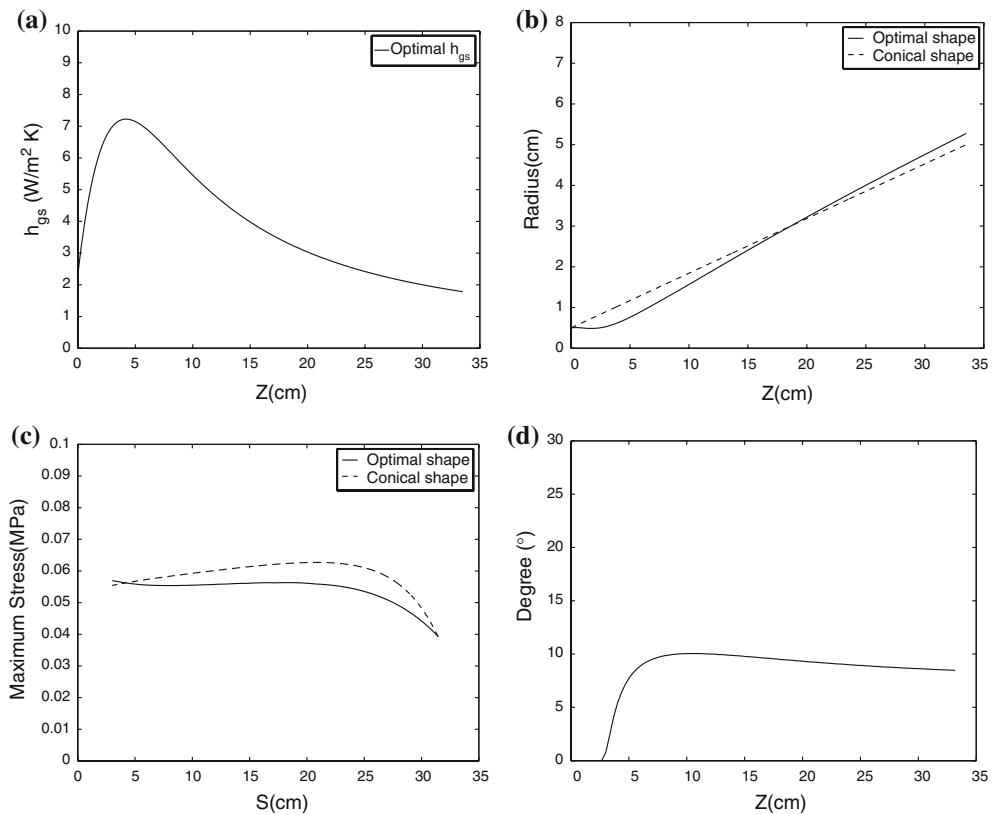 (a)
10
9
8
7
6
5
4
3
2
1
0
h_gs (W/m² K)
Optimal h_gs
0 5 10 15 20 25 30 35
Z(cm)
(b)
8
7
6
5
4
3
2
1
0
Radius(cm)
Optimal shape
Conical shape
0 5 10 15 20 25 30 35
Z(cm)
(c)
0.1
0.09
0.08
0.07
0.06
0.05
0.04
0.03
0.02
0.01
0
Maximum Stress(MPa)
Optimal shape
Conical shape
0 5 10 15 20 25 30 35
S(cm)
(d)
30
25
20
15
10
5
0
Degree (°)
0 5 10 15 20 25 30 35
Z(cm)